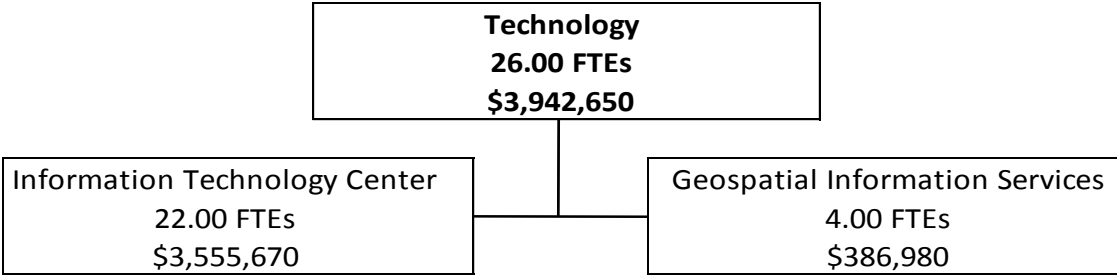 Technology
26.00 FTEs
$3,942,650
Information Technology Center
22.00 FTEs
$3,555,670
Geospatial Information Services
4.00 FTEs
$386,980